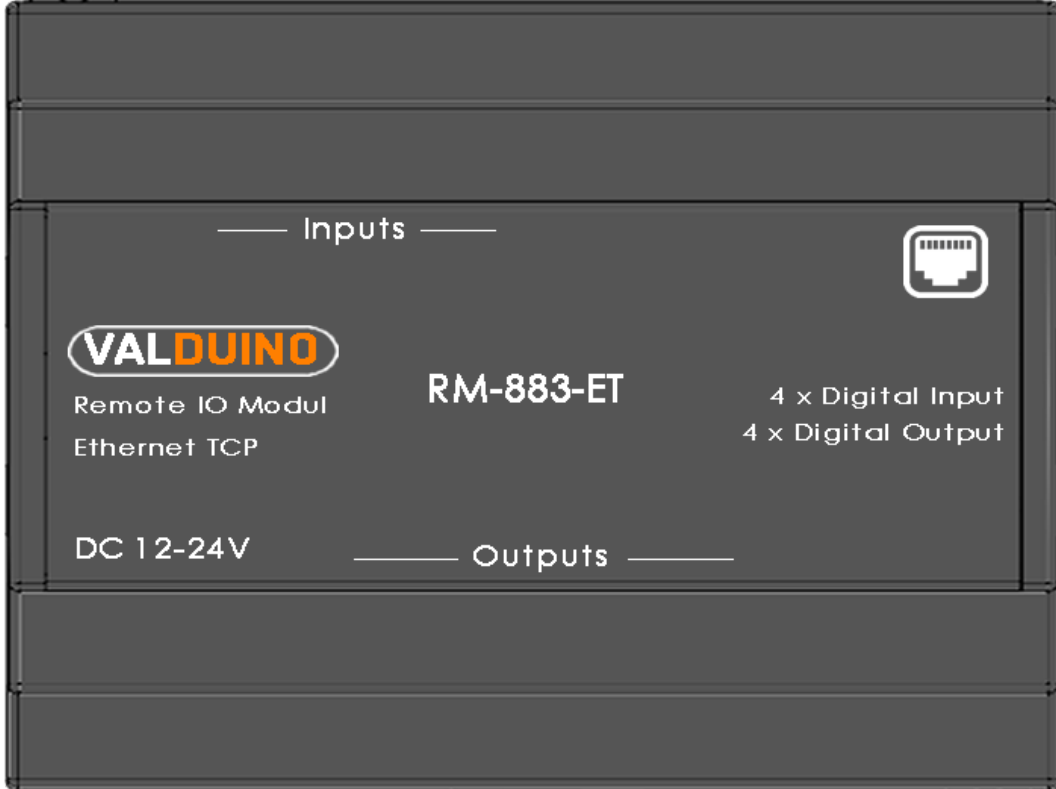 Inputs
VALDUINO
Remote IO Modul
Ethernet TCP
RM-883-ET
4 x Digital Input
4 x Digital Output
DC 12-24V
Outputs